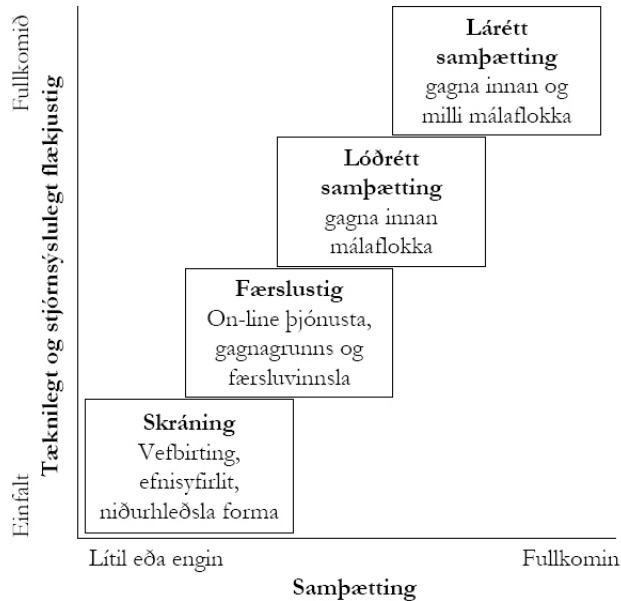 Fullkomið
Tæknilegt og stjórnsýslulegt flækjustig
Einfalt
Lárétt
samþætting
gagna innan og
milli málaflokka
Lóðrétt
samþætting
gagna innan
málaflokka
Færslustig
On-line þjónusta,
gagnagrunns og
færsluvinnsla
Skráning
Vefbirting,
efnisyfirlit,
niðurhleðsla forma
Lítil eða engin
Fullkomin
Samþætting